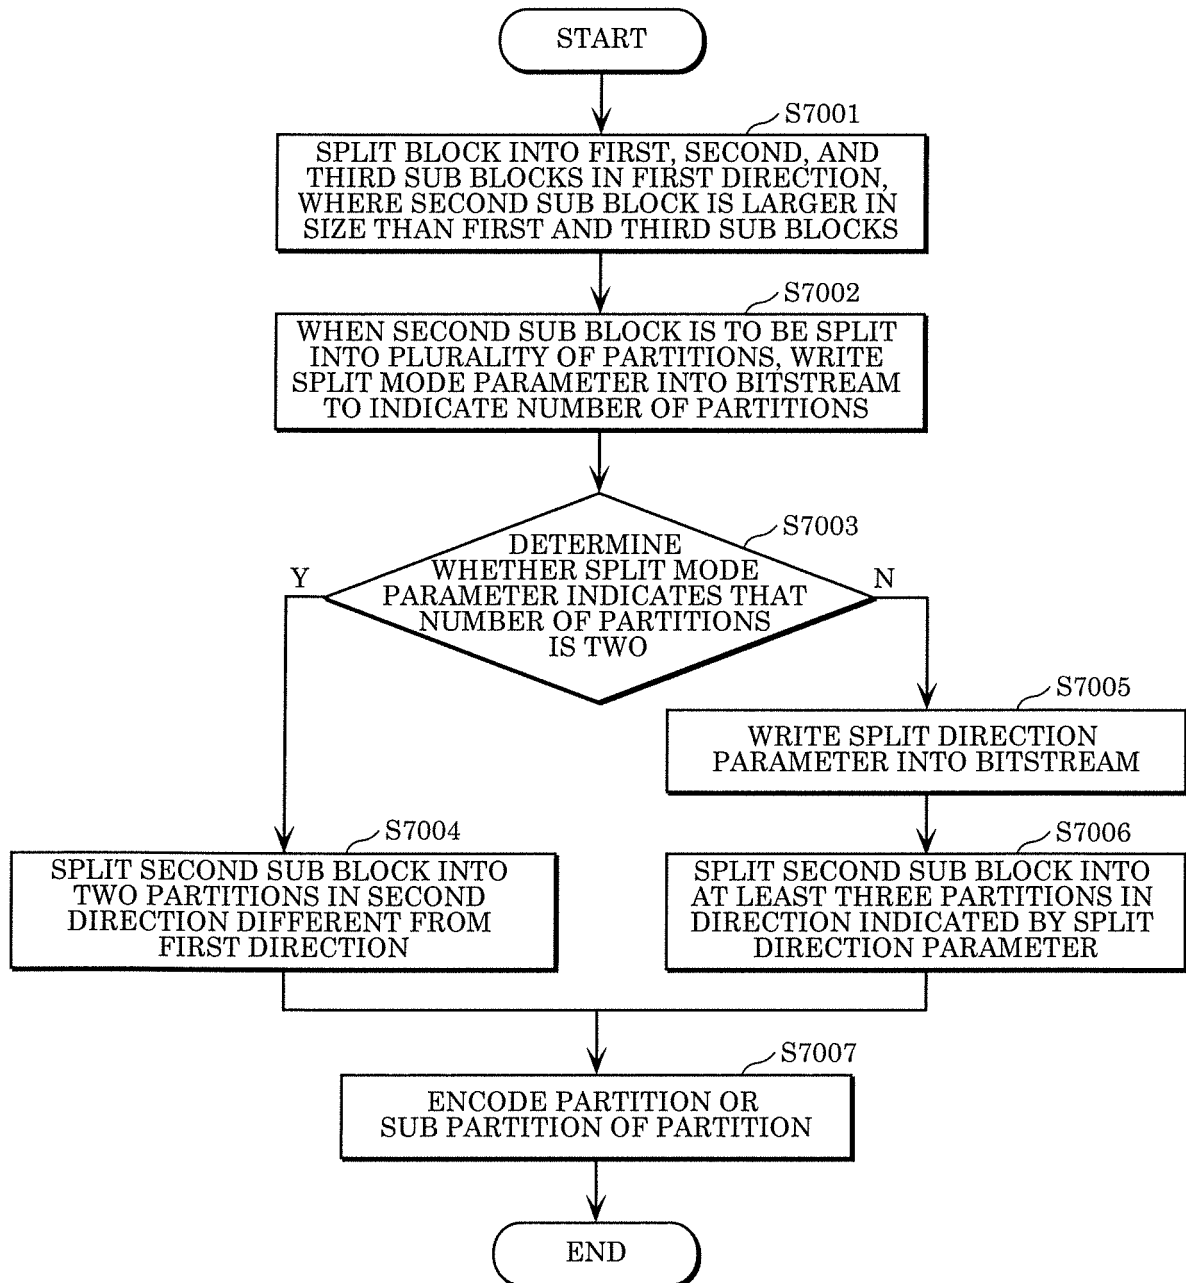 START
S7001
SPLIT BLOCK INTO FIRST, SECOND, AND
THIRD SUB BLOCKS IN FIRST DIRECTION,
WHERE SECOND SUB BLOCK IS LARGER IN
SIZE THAN FIRST AND THIRD SUB BLOCKS
S7002
WHEN SECOND SUB BLOCK IS TO BE SPLIT
INTO PLURALITY OF PARTITIONS, WRITE
SPLIT MODE PARAMETER INTO BITSTREAM
TO INDICATE NUMBER OF PARTITIONS
S7003
DETERMINE
WHETHER SPLIT MODE
PARAMETER INDICATES THAT
NUMBER OF PARTITIONS
IS TWO
Y
N
S7005
WRITE SPLIT DIRECTION
PARAMETER INTO BITSTREAM
S7004
SPLIT SECOND SUB BLOCK INTO
TWO PARTITIONS IN SECOND
DIRECTION DIFFERENT FROM
FIRST DIRECTION
S7006
SPLIT SECOND SUB BLOCK INTO
AT LEAST THREE PARTITIONS IN
DIRECTION INDICATED BY SPLIT
DIRECTION PARAMETER
S7007
ENCODE PARTITION OR
SUB PARTITION OF PARTITION
END